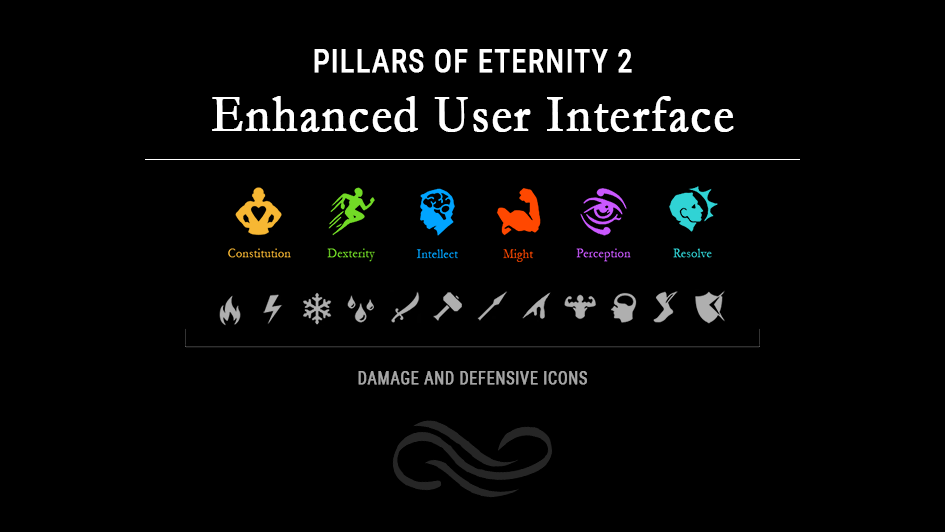 PILLARS OF ETERNITY 2
Enhanced User Interface
Constitution Dexterity Intellect Might Perception Resolve
DAMAGE AND DEFENSIVE ICONS